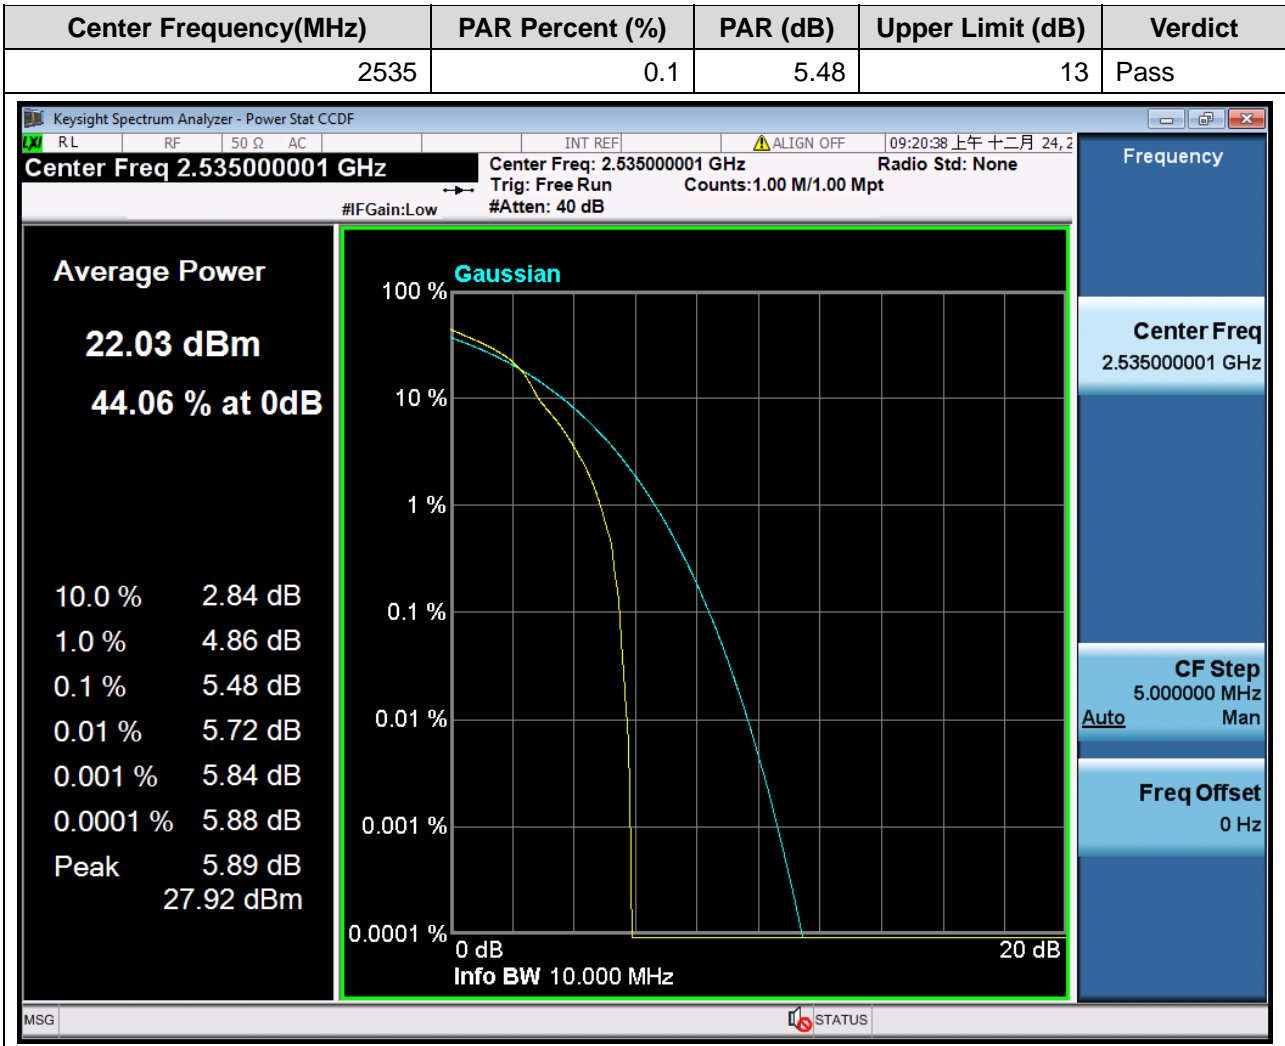 Center Frequency(MHz) PAR Percent (%) PAR (dB) Upper Limit (dB) Verdict
2535 0.1 5.48 13 Pass
Keysight Spectrum Analyzer - Power Stat CCDF
LXI RL RF 50 Ω AC INT REF ALIGN OFF 09:20:38 上午 十二月 24, 2
Center Freq 2.535000001 GHz
Center Freq: 2.535000001 GHz Radio Std: None
Trig: Free Run Counts:1.00 M/1.00 Mpt
#IFGain:Low #Atten: 40 dB
Average Power
22.03 dBm
44.06 % at 0dB
10.0 % 2.84 dB
1.0 % 4.86 dB
0.1 % 5.48 dB
0.01 % 5.72 dB
0.001 % 5.84 dB
0.0001 % 5.88 dB
Peak 5.89 dB
27.92 dBm
Gaussian
100 %
10 %
1 %
0.1 %
0.01 %
0.001 %
0.0001 %
0 dB 20 dB
Info BW 10.000 MHz
Frequency
Center Freq
2.535000001 GHz
CF Step
5.000000 MHz
Auto Man
Freq Offset
0 Hz
MSG STATUS